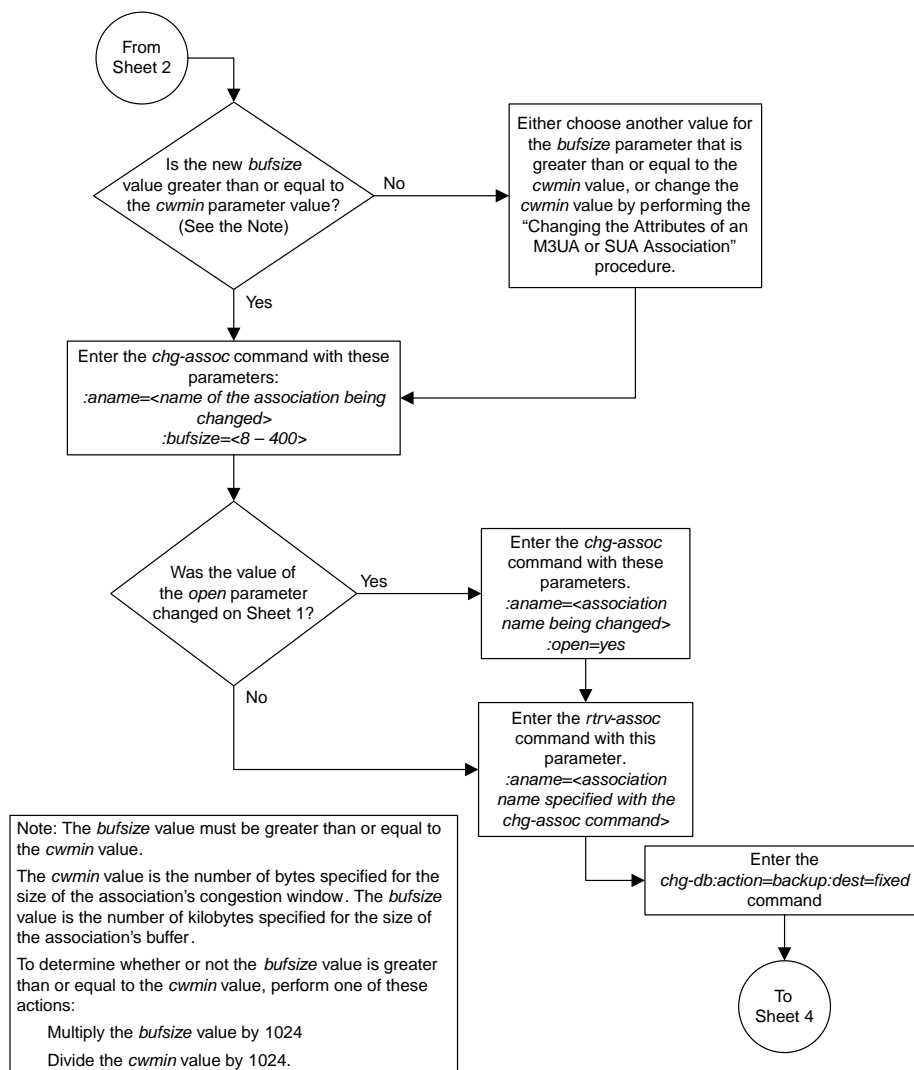 From
Sheet 2
Is the new bufsize
value greater than or equal to
the cwmin parameter value?
(See the Note)
No
Either choose another value for
the bufsize parameter that is
greater than or equal to the
cwmin value, or change the
cwmin value by performing the
“Changing the Attributes of an
M3UA or SUA Association”
procedure.
Yes
Enter the chg-assoc command with these
parameters:
:aname=<name of the association being
changed>
:bufsize=<8 – 400>
Was the value of
the open parameter
changed on Sheet 1?
Yes
Enter the chg-assoc
command with these
parameters.
:aname=<association
name being changed>
:open=yes
No
Enter the rtrv-assoc
command with this
parameter.
:aname=<association
name specified with the
chg-assoc command>
Enter the
chg-db:action=backup:dest=fixed
command
To
Sheet 4
Note: The bufsize value must be greater than or equal to
the cwmin value.
The cwmin value is the number of bytes specified for the
size of the association’s congestion window. The bufsize
value is the number of kilobytes specified for the size of
the association’s buffer.
To determine whether or not the bufsize value is greater
than or equal to the cwmin value, perform one of these
actions:
Multiply the bufsize value by 1024
Divide the cwmin value by 1024.